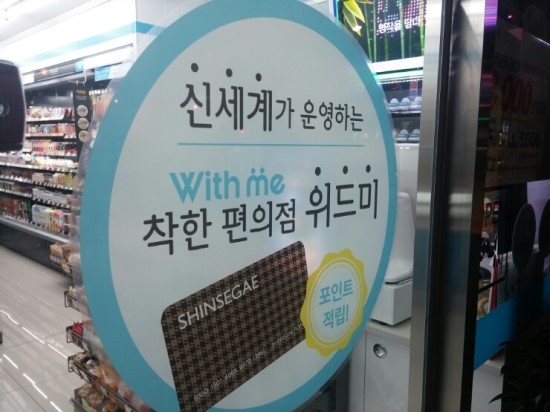 신세계가 운영하는
With me
착한 편의점 위드미
SHINSEGAE
포인트
적립!